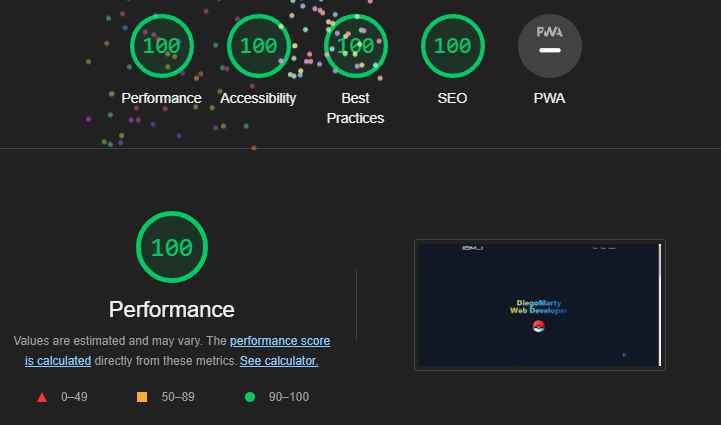 100 100 100 100 PWA
Performance Accessibility Best Practices SEO PWA
100
Performance
Values are estimated and may vary. The performance score
is calculated directly from these metrics. See calculator.
0–49 50–89 90–100
DiegoMarty
Web Developer